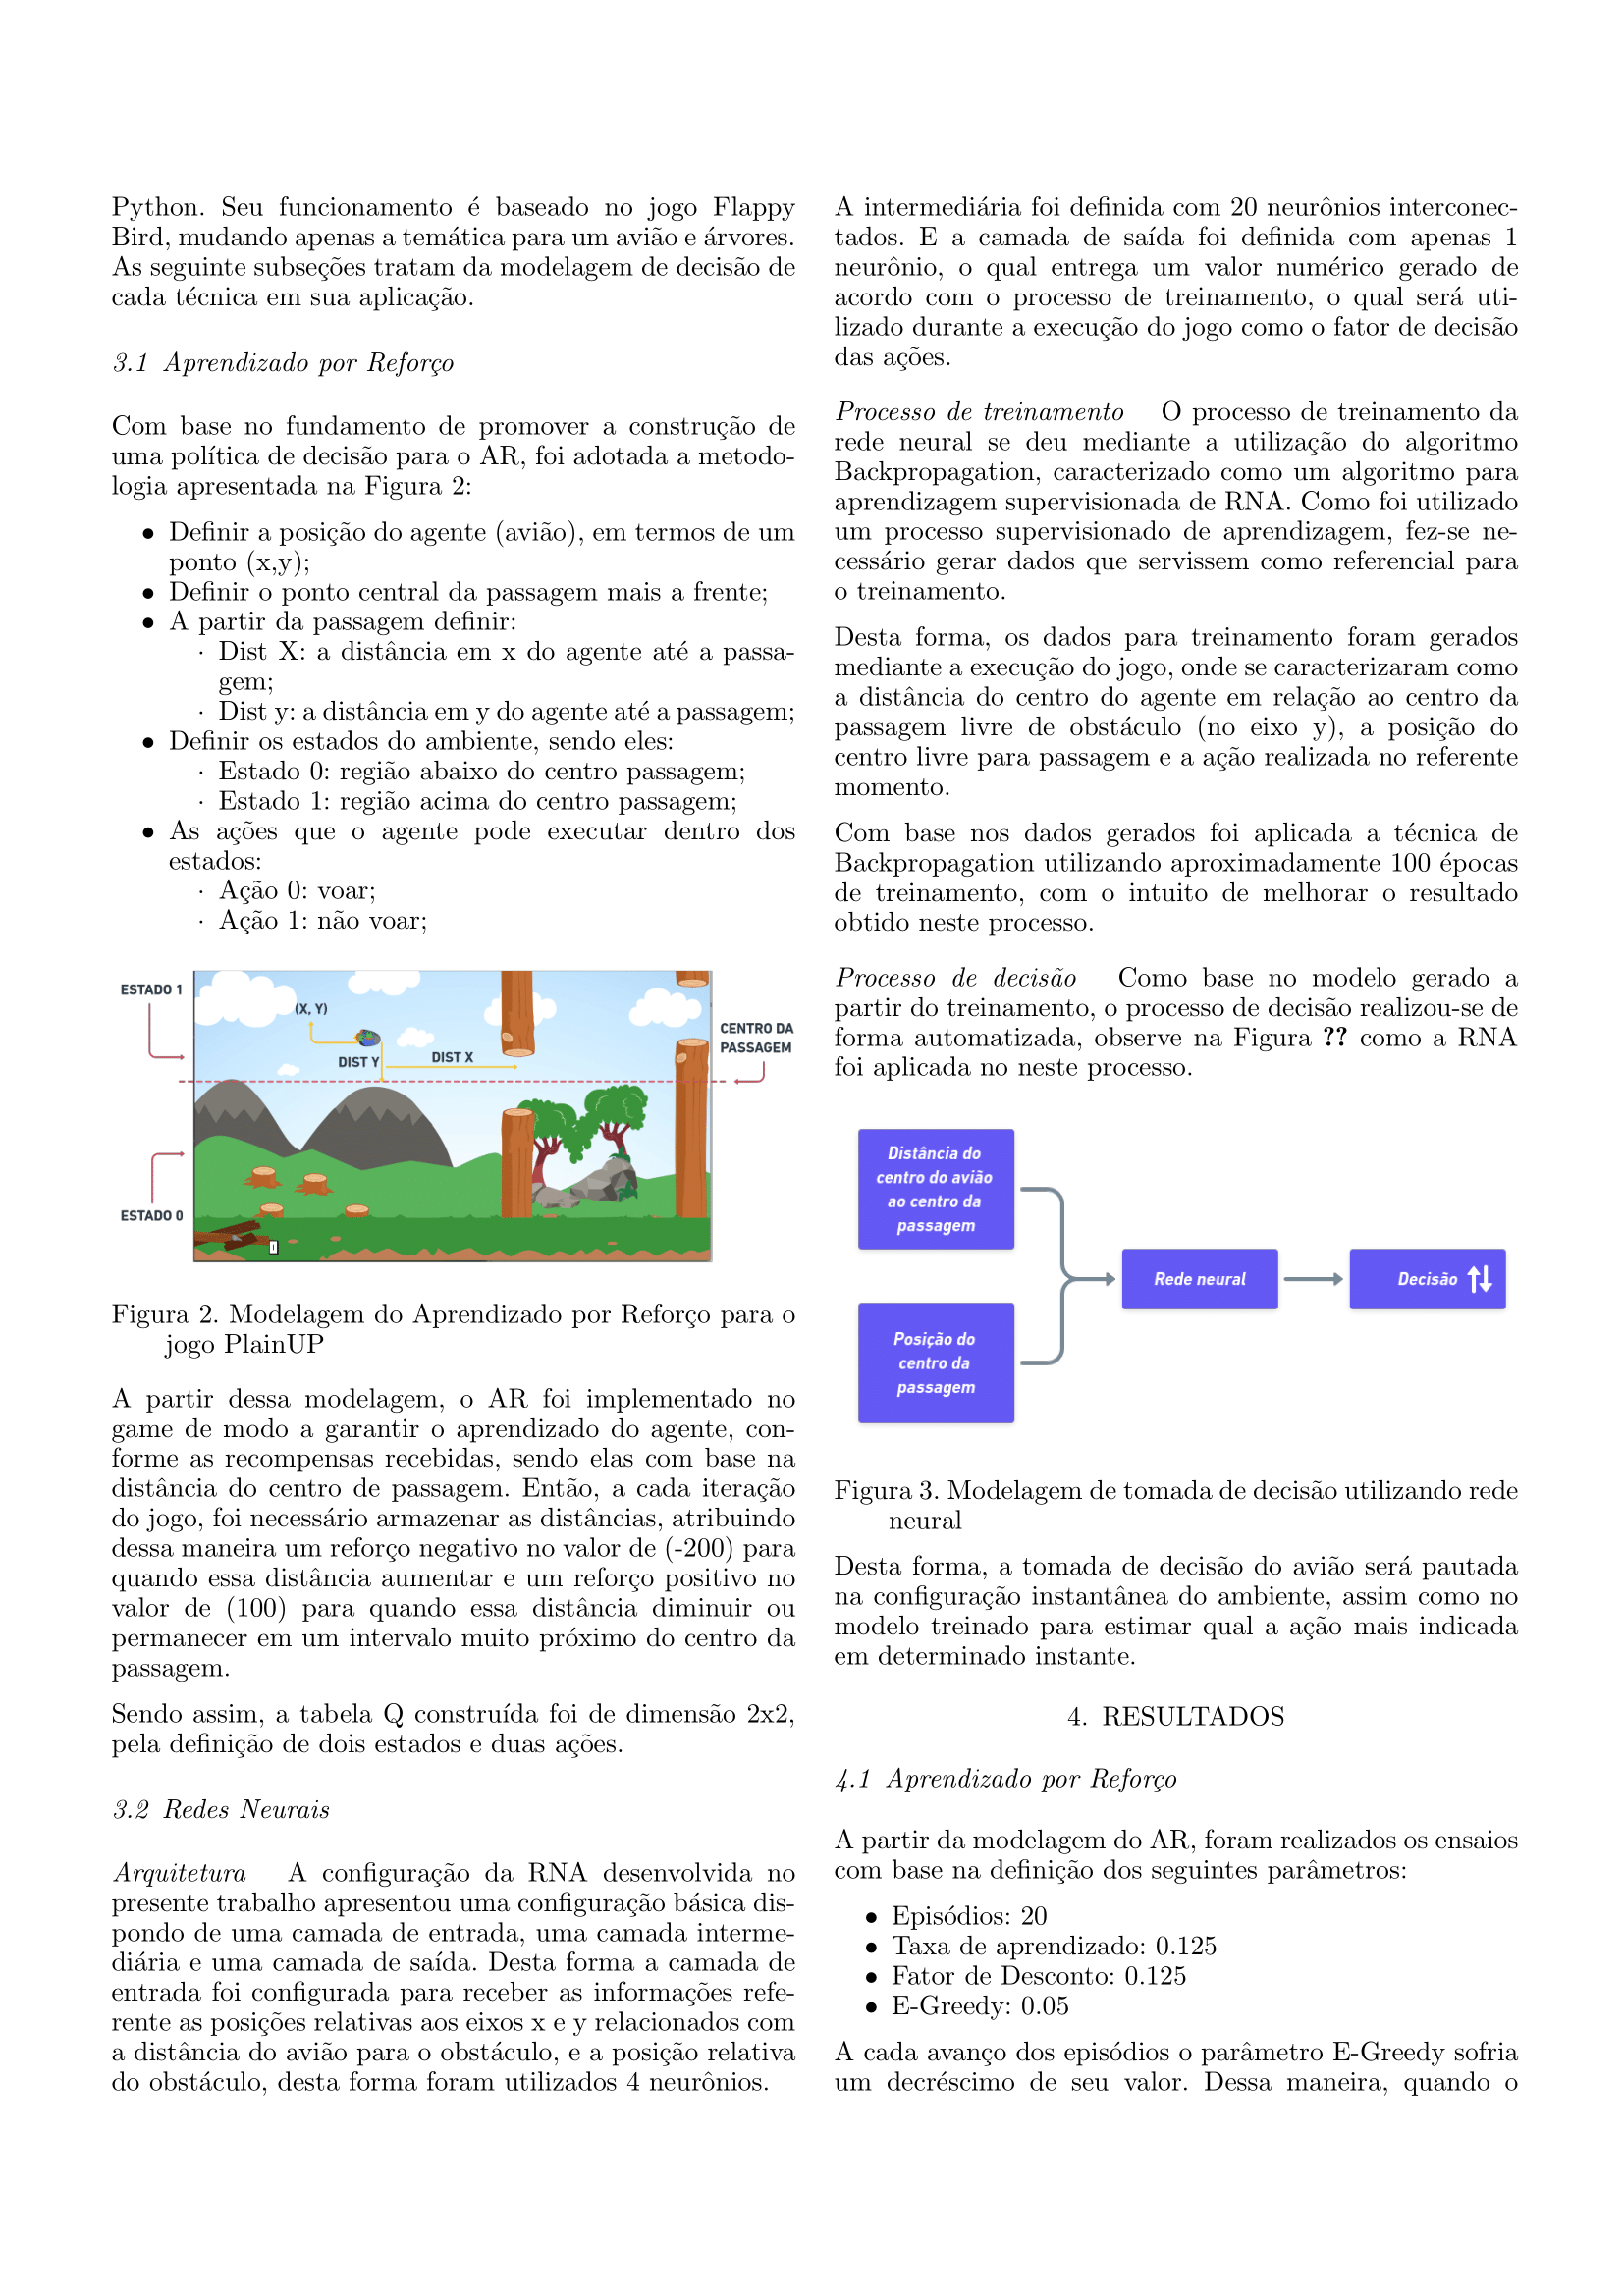 Python. Seu funcionamento é baseado no jogo Flappy
Bird, mudando apenas a temática para um avião e árvores.
As seguinte subseções tratam da modelagem de decisão de
cada técnica em sua aplicação.
3.1 Aprendizado por Reforço
Com base no fundamento de promover a construção de
uma política de decisão para o AR, foi adotada a metodo-
logia apresentada na Figura 2:
• Definir a posição do agente (avião), em termos de um
ponto (x,y);
• Definir o ponto central da passagem mais a frente;
• A partir da passagem definir:
· Dist X: a distância em x do agente até a passa-
gem;
· Dist y: a distância em y do agente até a passagem;
• Definir os estados do ambiente, sendo eles:
· Estado 0: região abaixo do centro passagem;
· Estado 1: região acima do centro passagem;
• As ações que o agente pode executar dentro dos
estados:
· Ação 0: voar;
· Ação 1: não voar;
ESTADO 1
(X, Y)
DIST Y
DIST X
CENTRO DA
PASSAGEM
ESTADO 0
Figura 2. Modelagem do Aprendizado por Reforço para o
jogo PlainUP
A partir dessa modelagem, o AR foi implementado no
game de modo a garantir o aprendizado do agente, con-
forme as recompensas recebidas, sendo elas com base na
distância do centro de passagem. Então, a cada iteração
do jogo, foi necessário armazenar as distâncias, atribuindo
dessa maneira um reforço negativo no valor de (-200) para
quando essa distância aumentar e um reforço positivo no
valor de (100) para quando essa distância diminuir ou
permanecer em um intervalo muito próximo do centro da
passagem.
Sendo assim, a tabela Q construída foi de dimensão 2x2,
pela definição de dois estados e duas ações.
3.2 Redes Neurais
Arquitetura A configuração da RNA desenvolvida no
presente trabalho apresentou uma configuração básica dis-
pondo de uma camada de entrada, uma camada interme-
diária e uma camada de saída. Desta forma a camada de
entrada foi configurada para receber as informações refe-
rente as posições relativas aos eixos x e y relacionados com
a distância do avião para o obstáculo, e a posição relativa
do obstáculo, desta forma foram utilizados 4 neurônios.
A intermediária foi definida com 20 neurônios interconec-
tados. E a camada de saída foi definida com apenas 1
neurônio, o qual entrega um valor numérico gerado de
acordo com o processo de treinamento, o qual será uti-
lizado durante a execução do jogo como o fator de decisão
das ações.
Processo de treinamento O processo de treinamento da
rede neural se deu mediante a utilização do algoritmo
Backpropagation, caracterizado como um algoritmo para
aprendizagem supervisionada de RNA. Como foi utilizado
um processo supervisionado de aprendizagem, fez-se ne-
cessário gerar dados que servissem como referencial para
o treinamento.
Desta forma, os dados para treinamento foram gerados
mediante a execução do jogo, onde se caracterizaram como
a distância do centro do agente em relação ao centro da
passagem livre de obstáculo (no eixo y), a posição do
centro livre para passagem e a ação realizada no referente
momento.
Com base nos dados gerados foi aplicada a técnica de
Backpropagation utilizando aproximadamente 100 épocas
de treinamento, com o intuito de melhorar o resultado
obtido neste processo.
Processo de decisão Como base no modelo gerado a
partir do treinamento, o processo de decisão realizou-se de
forma automatizada, observe na Figura ?? como a RNA
foi aplicada no neste processo.
Distância do
centro do avião
ao centro da
passagem
Posição do
centro da
passagem
Rede neural
Decisão
Figura 3. Modelagem de tomada de decisão utilizando rede
neural
Desta forma, a tomada de decisão do avião será pautada
na configuração instantânea do ambiente, assim como no
modelo treinado para estimar qual a ação mais indicada
em determinado instante.
4. RESULTADOS
4.1 Aprendizado por Reforço
A partir da modelagem do AR, foram realizados os ensaios
com base na definição dos seguintes parâmetros:
• Episódios: 20
• Taxa de aprendizado: 0.125
• Fator de Desconto: 0.125
• E-Greedy: 0.05
A cada avanço dos episódios o parâmetro E-Greedy sofria
um decréscimo de seu valor. Dessa maneira, quando o